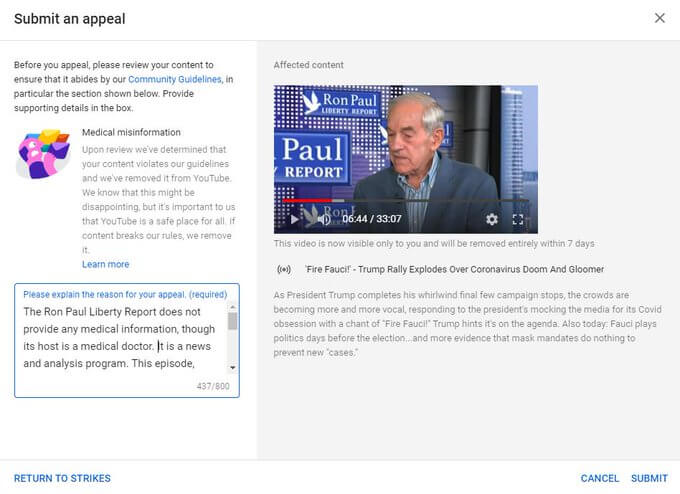 Submit an appeal
Before you appeal, please review your content to
ensure that it abides by our Community Guidelines, in
particular the section shown below. Provide
supporting details in the box.
Medical misinformation
Upon review we've determined that
your content violates our guidelines
and we've removed it from YouTube.
We know that this might be
disappointing, but it's important to us
that YouTube is a safe place for all. If
content breaks our rules, we remove
it.
Learn more
Please explain the reason for your appeal. (required)
The Ron Paul Liberty Report does not
provide any medical information, though
its host is a medical doctor. It is a news
and analysis program. This episode,
437/800
Affected content
Ron Paul
LIBERTY REPORT
Paul
REPORT
06:44 / 33:07
This video is now visible only to you and will be removed entirely within 7 days
'Fire Fauci!' - Trump Rally Explodes Over Coronavirus Doom And Gloomer
As President Trump completes his whirlwind final few campaign stops, the crowds are
becoming more and more vocal, responding to the president's mocking the media for its Covid
obsession with a chant of "Fire Fauci!" Trump hints it's on the agenda. Also today: Fauci plays
politics days before the election...and more evidence that mask mandates do nothing to
prevent new "cases."
RETURN TO STRIKES
CANCEL
SUBMIT